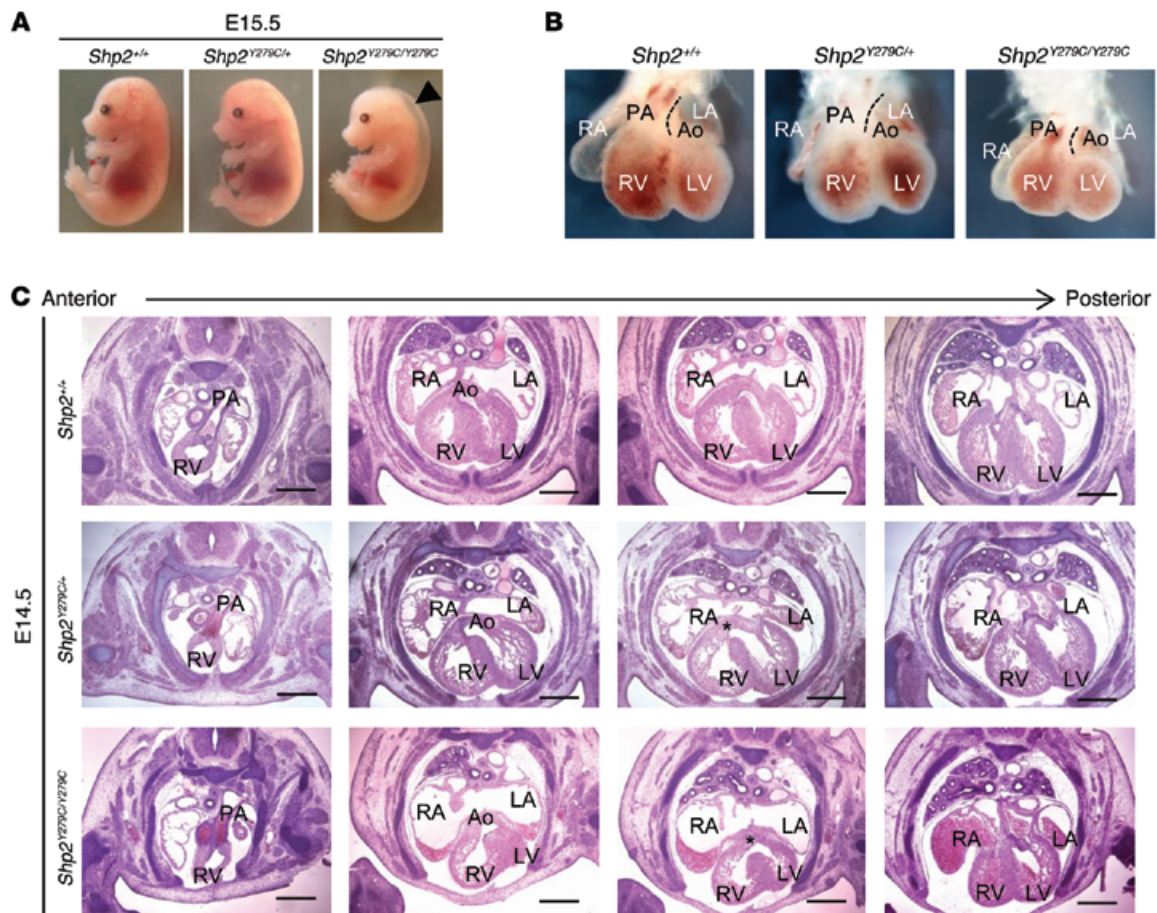 A
E15.5
Shp2+/+ Shp2Y279C/+ Shp2Y279C/Y279C
B
Shp2+/+ Shp2Y279C/+ Shp2Y279C/Y279C
PA LA RA Ao RV LV
LA PA RA Ao RV LV
PA Ao LA RA RV LV
C Anterior Posterior
E14.5
Shp2+/+
PA RV
RA Ao LA RV LV
RA LA RV LV
RA LA RV LV
Shp2Y279C/+
PA RV
RA LA Ao RV LV
RA * LA RV LV
RA LA RV LV
Shp2Y279C/Y279C
PA RV
RA LA Ao LV RV
RA LA * LV RV
RA LA RV LV